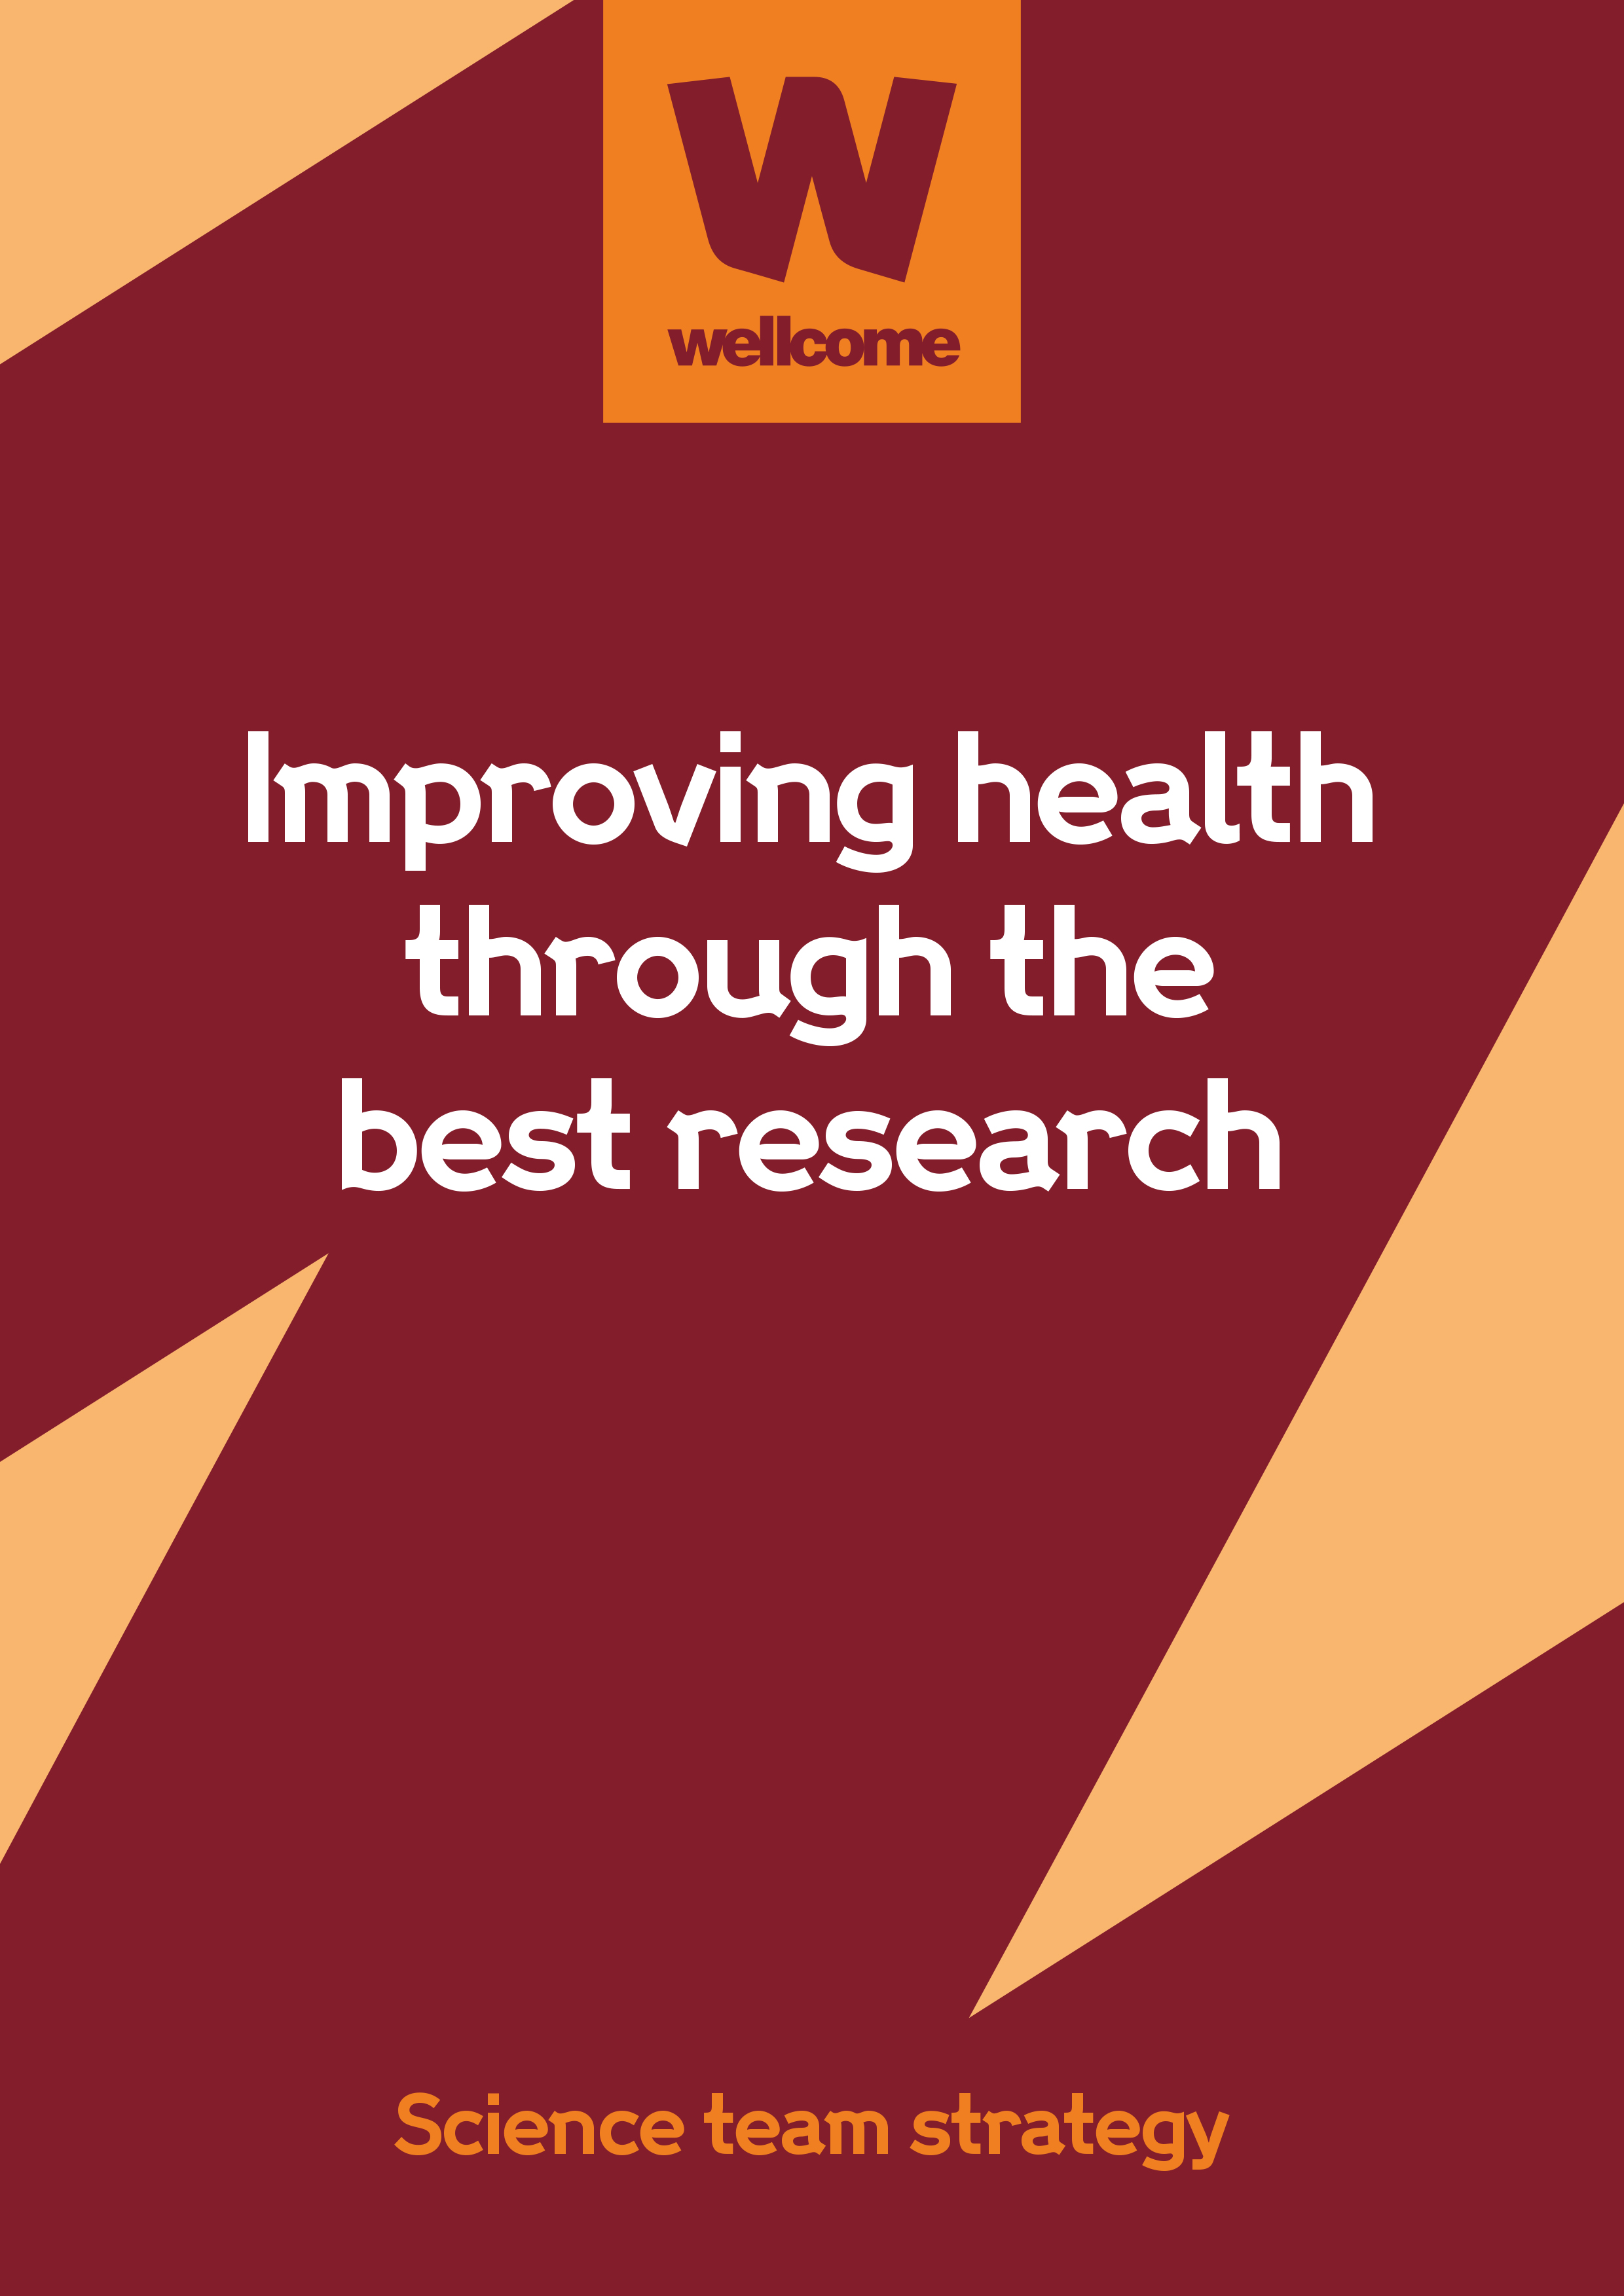 W
wellcome
Improving health
through the
best research
Science team strategy